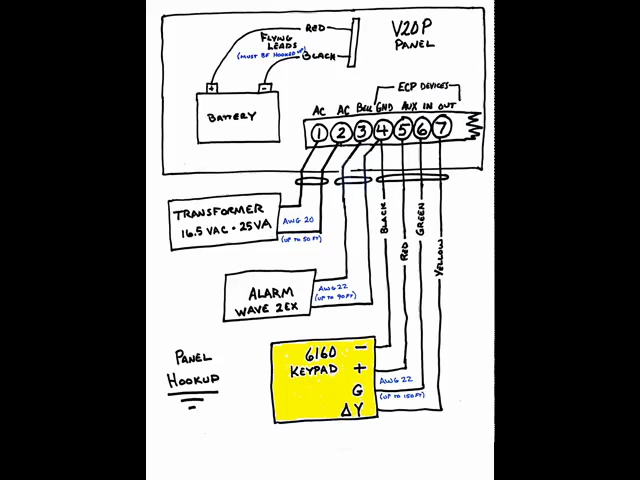 V20P
PANEL
RED
FLYING
LEADS
(MUST BE HOOKED UP)
BLACK
+ -
BATTERY
ECP DEVICES
AC AC BELL GND AUX IN OUT
1 2 3 4 5 6 7
TRANSFORMER
16.5 VAC • 25VA
AWG 20
(UP TO 50 FT)
BLACK
RED
GREEN
YELLOW
ALARM
WAVE 2EX
AWG 22
(UP TO 90FT)
6160
KEYPAD
-
+
G
Δ Y
AWG 22
(UP TO 150 FT)
PANEL
HOOKUP